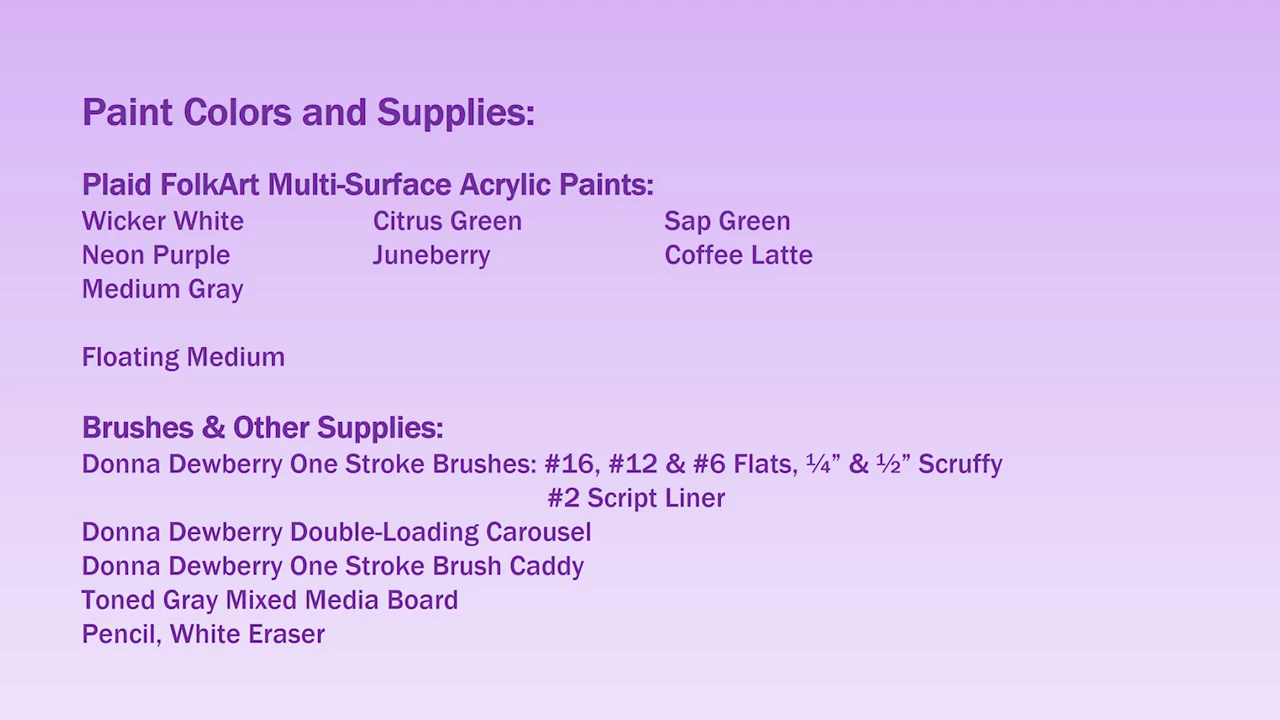 Paint Colors and Supplies:
Plaid FolkArt Multi-Surface Acrylic Paints:
Wicker White Citrus Green Sap Green
Neon Purple Juneberry Coffee Latte
Medium Gray
Floating Medium
Brushes & Other Supplies:
Donna Dewberry One Stroke Brushes: #16, #12 & #6 Flats, ¼” & ½” Scruffy
#2 Script Liner
Donna Dewberry Double-Loading Carousel
Donna Dewberry One Stroke Brush Caddy
Toned Gray Mixed Media Board
Pencil, White Eraser